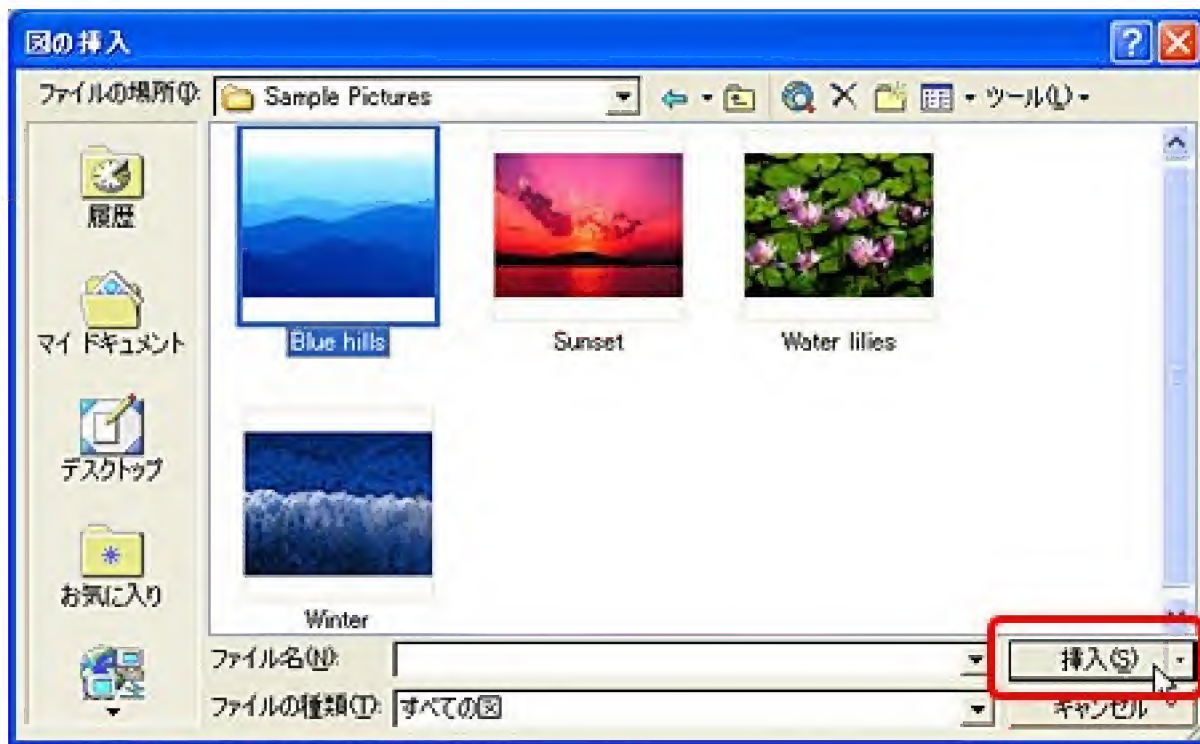 図の挿入
ファイルの場所(I):
Sample Pictures
ツール(L)
履歴
マイ ドキュメント
デスクトップ
お気に入り
Blue hills
Sunset
Water lilies
Winter
ファイル名(N):
挿入(S)
ファイルの種類(T):
すべての図
キャンセル